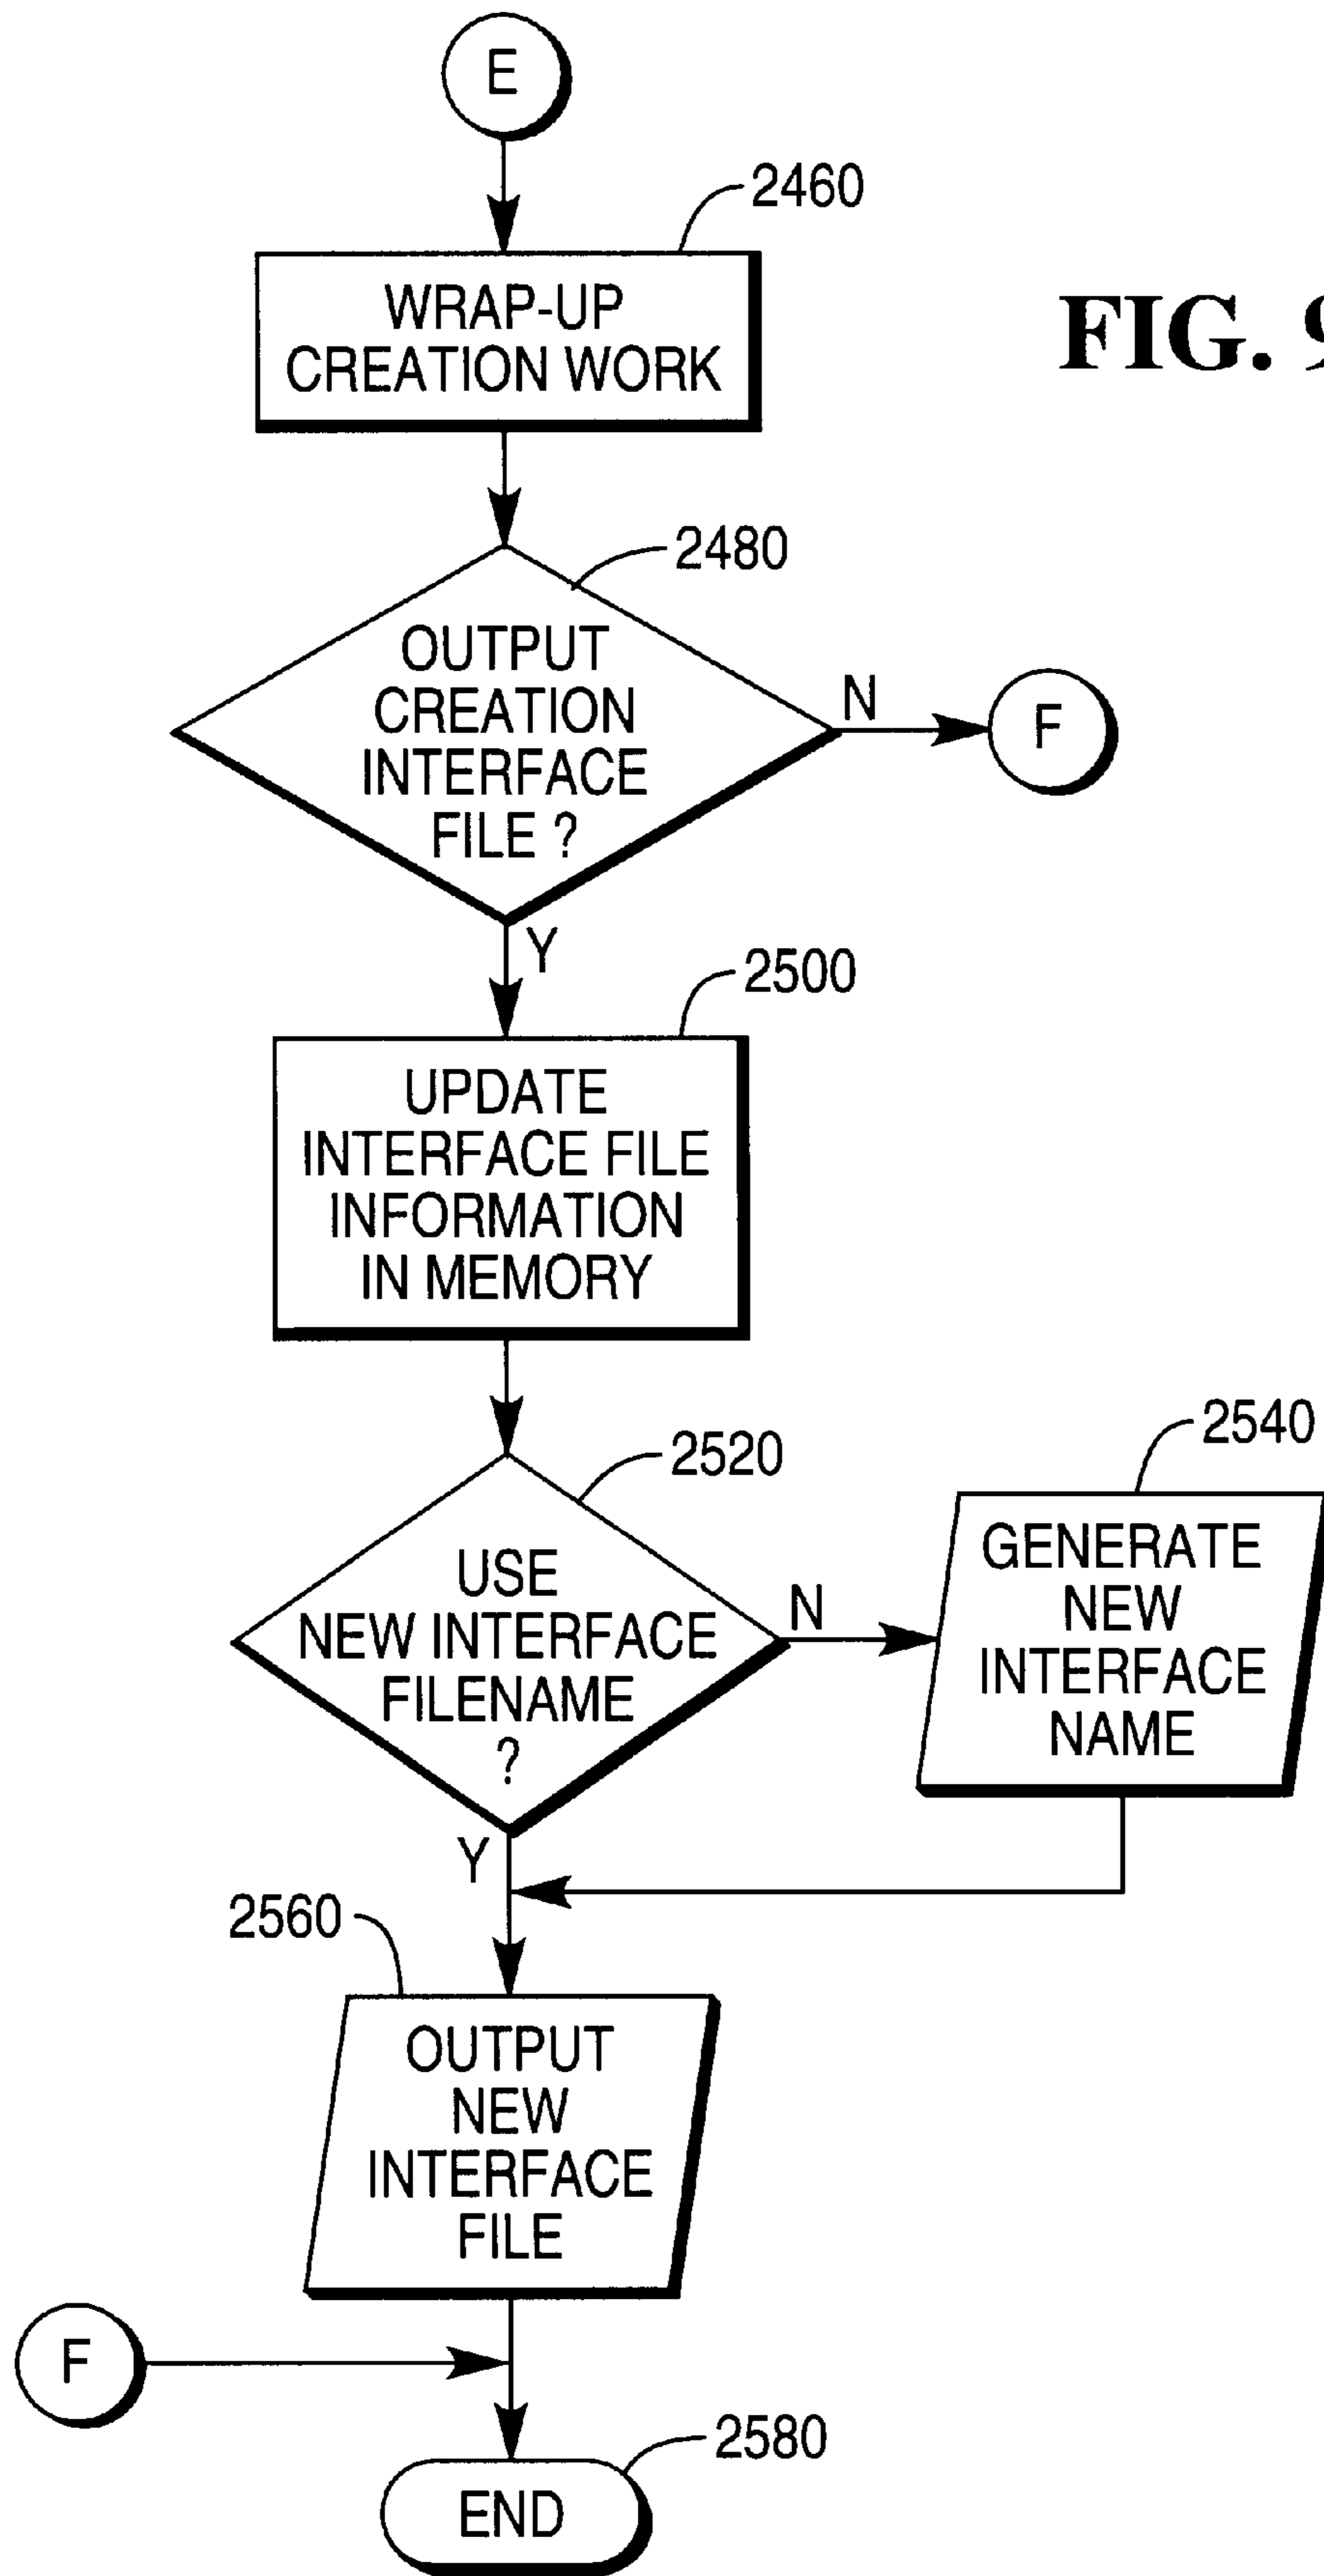 E
2460
WRAP-UP
CREATION WORK
FIG. 9
2480
OUTPUT
CREATION
INTERFACE
FILE ?
N
F
Y
2500
UPDATE
INTERFACE FILE
INFORMATION
IN MEMORY
2520
USE
NEW INTERFACE
FILENAME
?
N
2540
GENERATE
NEW
INTERFACE
NAME
Y
2560
OUTPUT
NEW
INTERFACE
FILE
F
2580
END